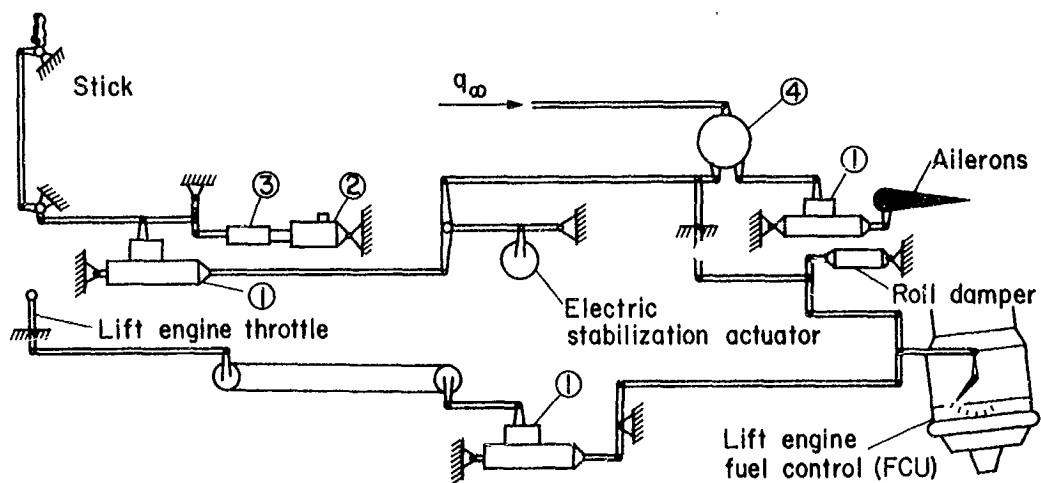 Stick
q∞
④
①
Ailerons
③
②
①
Electric
stabilization actuator
Roll damper
Lift engine throttle
①
Lift engine
fuel control (FCU)